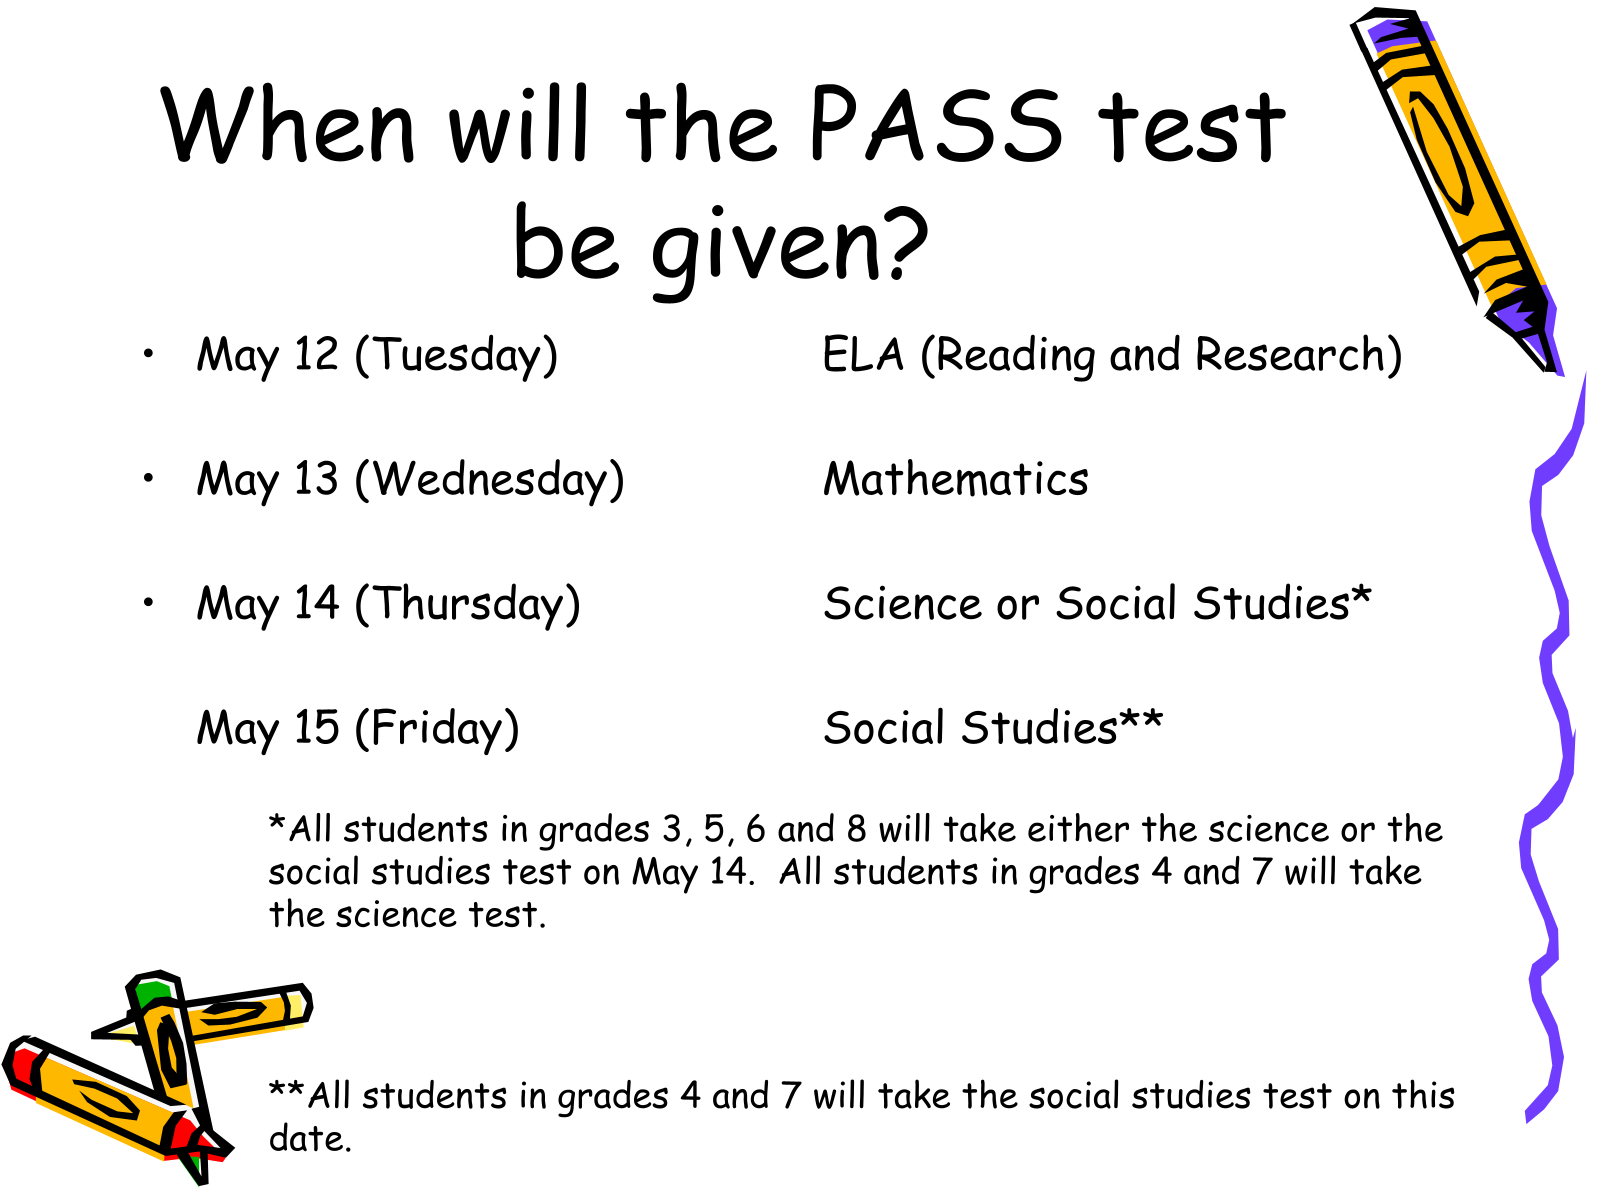 When will the PASS test
be given?
• May 12 (Tuesday) ELA (Reading and Research)
• May 13 (Wednesday) Mathematics
• May 14 (Thursday) Science or Social Studies*
May 15 (Friday) Social Studies**
*All students in grades 3, 5, 6 and 8 will take either the science or the
social studies test on May 14.  All students in grades 4 and 7 will take
the science test.
**All students in grades 4 and 7 will take the social studies test on this
date.